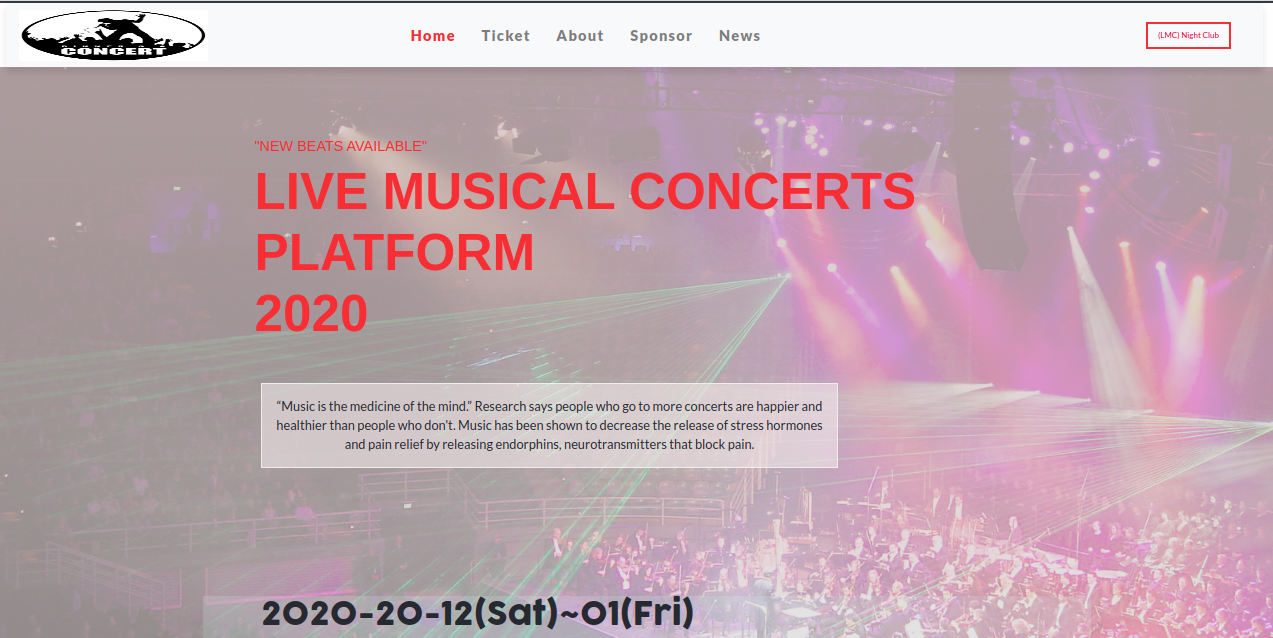 CONCERT
Home Ticket About Sponsor News
(LMC) Night Club
"NEW BEATS AVAILABLE"
LIVE MUSICAL CONCERTS
PLATFORM
2020
“Music is the medicine of the mind.” Research says people who go to more concerts are happier and
healthier than people who don't. Music has been shown to decrease the release of stress hormones
and pain relief by releasing endorphins, neurotransmitters that block pain.
2020-20-12(Sat)~01(Fri)